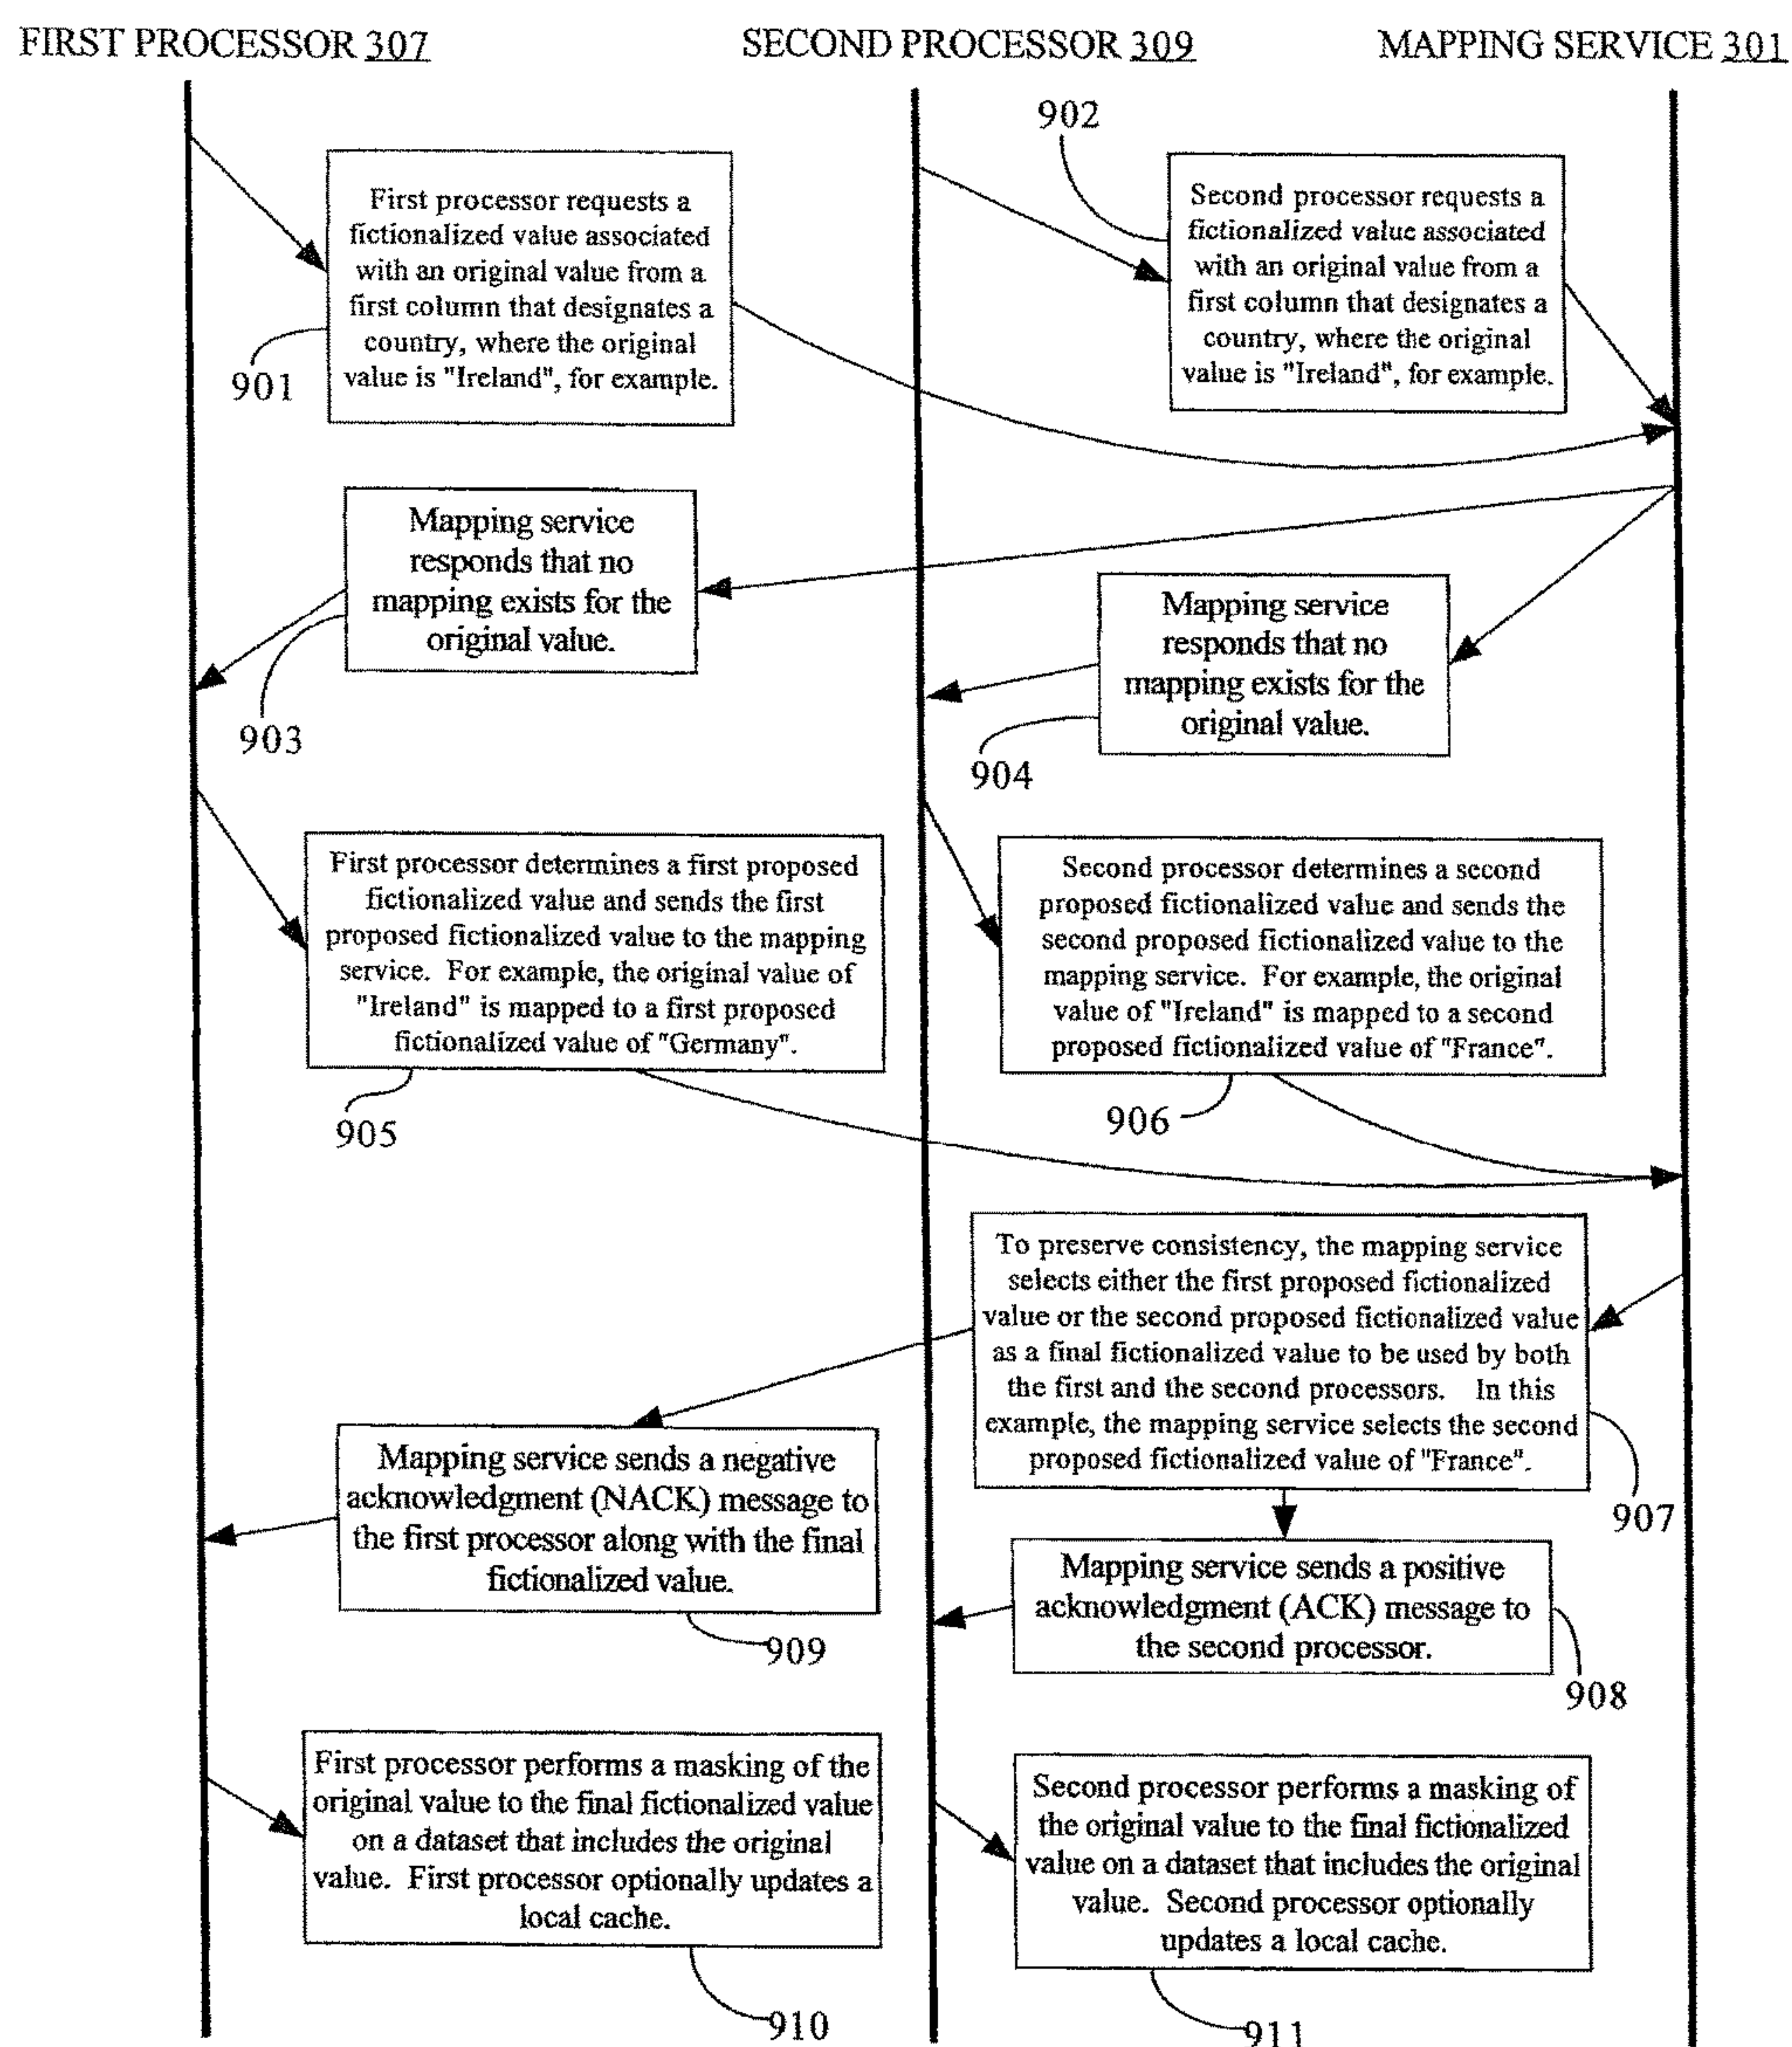 FIRST PROCESSOR 307
SECOND PROCESSOR 309
MAPPING SERVICE 301
902
First processor requests a
fictionalized value associated
with an original value from a
first column that designates a
country, where the original
value is "Ireland", for example.
901
Second processor requests a
fictionalized value associated
with an original value from a
first column that designates a
country, where the original
value is "Ireland", for example.
Mapping service
responds that no
mapping exists for the
original value.
903
Mapping service
responds that no
mapping exists for the
original value.
904
First processor determines a first proposed
fictionalized value and sends the first
proposed fictionalized value to the mapping
service. For example, the original value of
"Ireland" is mapped to a first proposed
fictionalized value of "Germany".
905
Second processor determines a second
proposed fictionalized value and sends the
second proposed fictionalized value to the
mapping service. For example, the original
value of "Ireland" is mapped to a second
proposed fictionalized value of "France".
906
To preserve consistency, the mapping service
selects either the first proposed fictionalized
value or the second proposed fictionalized value
as a final fictionalized value to be used by both
the first and the second processors. In this
example, the mapping service selects the second
proposed fictionalized value of "France".
907
Mapping service sends a negative
acknowledgment (NACK) message to
the first processor along with the final
fictionalized value.
909
Mapping service sends a positive
acknowledgment (ACK) message to
the second processor.
908
First processor performs a masking of the
original value to the final fictionalized value
on a dataset that includes the original
value. First processor optionally updates a
local cache.
910
Second processor performs a masking of
the original value to the final fictionalized
value on a dataset that includes the original
value. Second processor optionally
updates a local cache.
911